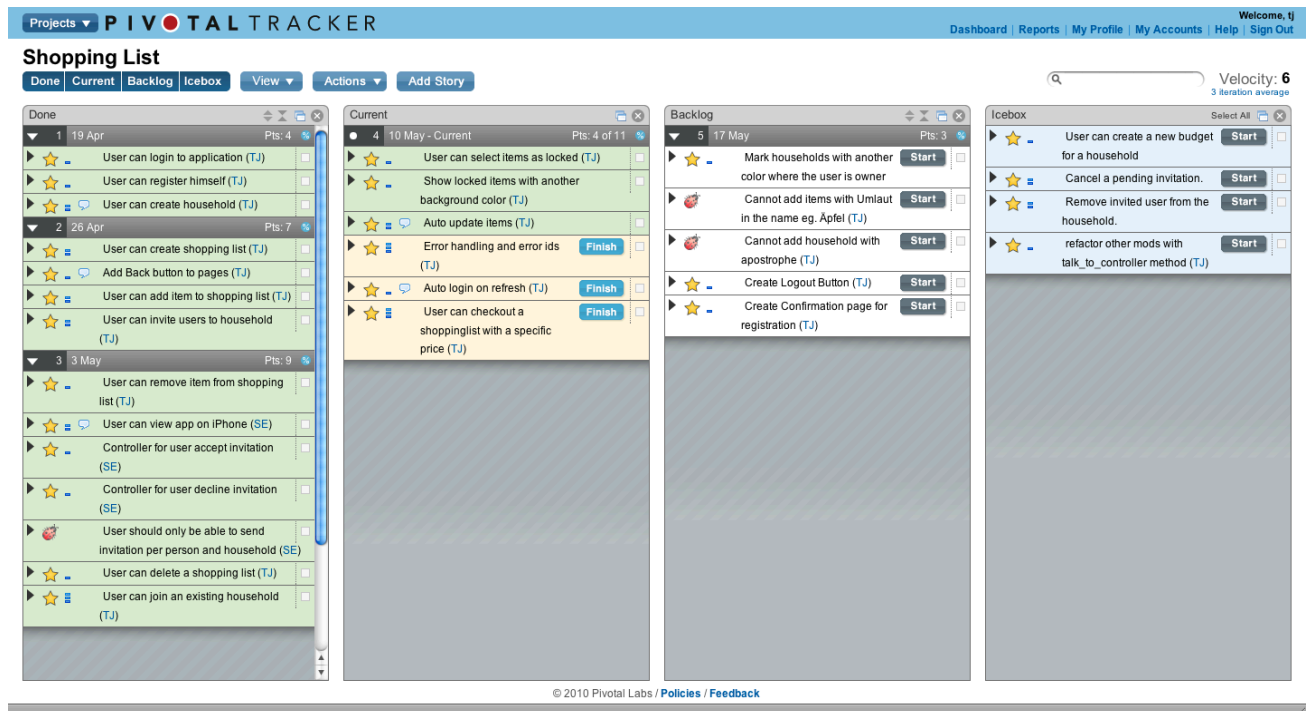 Projects ▼ PIVOTAL TRACKER
Welcome, tj
Dashboard | Reports | My Profile | My Accounts | Help | Sign Out
Shopping List
Done Current Backlog Icebox View ▼ Actions ▼ Add Story
Velocity: 6
3 iteration average
Done
1 19 Apr Pts: 4
User can login to application (TJ)
User can register himself (TJ)
User can create household (TJ)
2 26 Apr Pts: 7
User can create shopping list (TJ)
Add Back button to pages (TJ)
User can add item to shopping list (TJ)
User can invite users to household
(TJ)
3 3 May Pts: 9
User can remove item from shopping
list (TJ)
User can view app on iPhone (SE)
Controller for user accept invitation
(SE)
Controller for user decline invitation
(SE)
User should only be able to send
invitation per person and household (SE)
User can delete a shopping list (TJ)
User can join an existing household
(TJ)
Current
4 10 May - Current Pts: 4 of 11
User can select items as locked (TJ)
Show locked items with another
background color (TJ)
Auto update items (TJ)
Error handling and error ids Finish
(TJ)
Auto login on refresh (TJ) Finish
User can checkout a Finish
shoppinglist with a specific
price (TJ)
Backlog
5 17 May Pts: 3
Mark households with another Start
color where the user is owner
Cannot add items with Umlaut Start
in the name eg. Äpfel (TJ)
Cannot add household with Start
apostrophe (TJ)
Create Logout Button (TJ) Start
Create Confirmation page for Start
registration (TJ)
Icebox Select All
User can create a new budget Start
for a household
Cancel a pending invitation. Start
Remove invited user from the Start
household.
refactor other mods with Start
talk_to_controller method (TJ)
© 2010 Pivotal Labs / Policies / Feedback